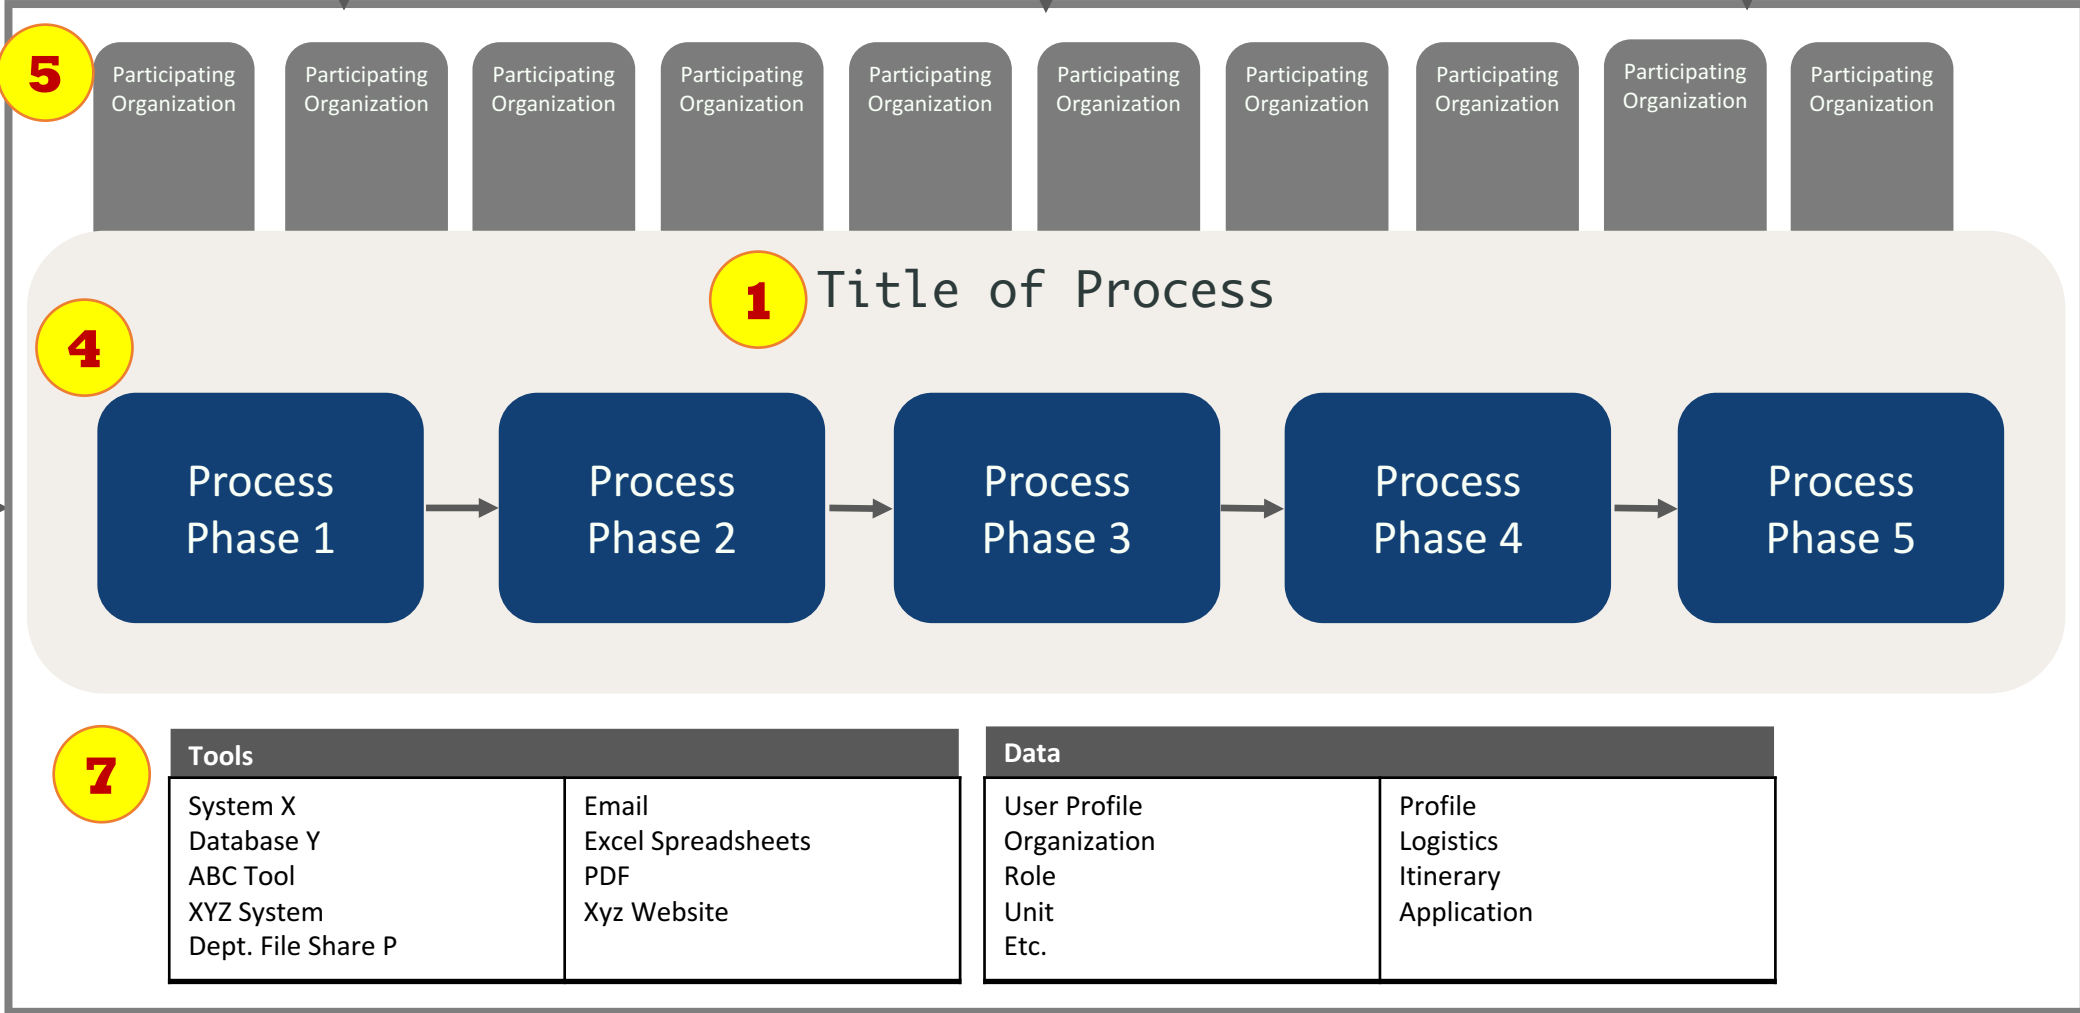 5
Participating Participating Participating Participating Participating Participating Participating Participating Participating Participating
Organization Organization Organization Organization Organization Organization Organization Organization Organization Organization
1 Title of Process
4
Process Process Process Process Process
Phase 1 Phase 2 Phase 3 Phase 4 Phase 5
7
Tools
System X
Database Y
ABC Tool
XYZ System
Dept. File Share P
Email
Excel Spreadsheets
PDF
Xyz Website
Data
User Profile
Organization
Role
Unit
Etc.
Profile
Logistics
Itinerary
Application